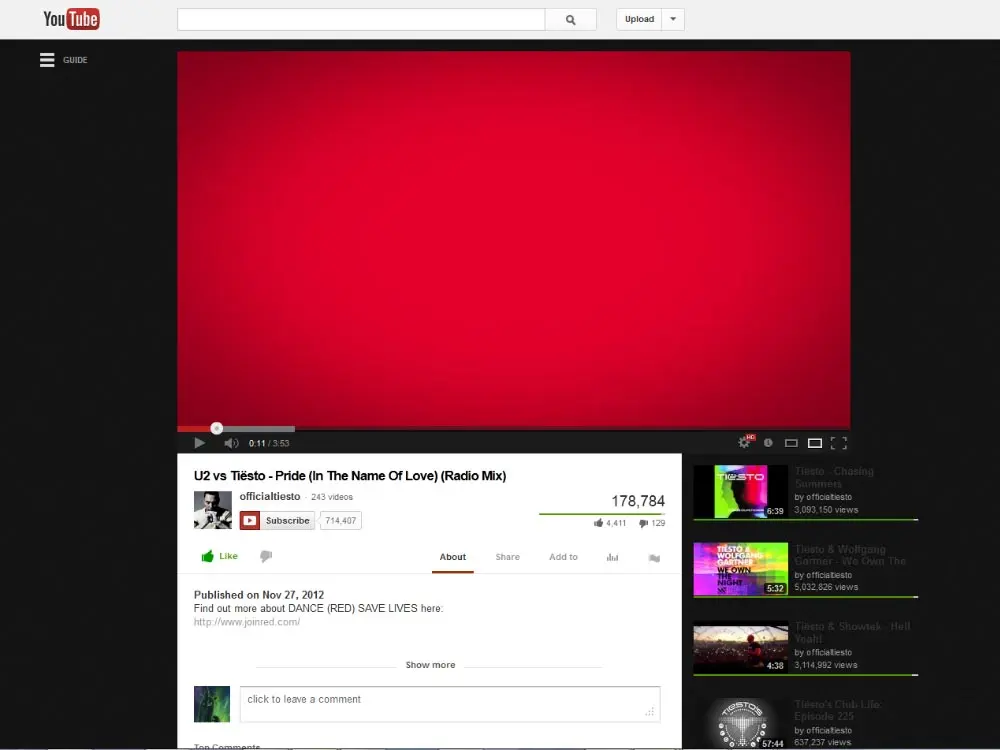 YouTube
Upload
GUIDE
HD
0:11 / 3:53
U2 vs Tiësto - Pride (In The Name Of Love) (Radio Mix)
officialtiesto · 243 videos
Subscribe 714,407
178,784
4,411 129
Like
About Share Add to
Published on Nov 27, 2012
Find out more about DANCE (RED) SAVE LIVES here:
http://www.joinred.com/
Show more
click to leave a comment
Top Comments
TIESTO
6:39
Tiësto - Chasing
Summers
by officialtiesto
3,093,150 views
TIËSTO &
WOLFGANG
GARTNER
WE OWN
THE
NIGHT
5:32
Tiësto & Wolfgang
Gartner - We Own The
by officialtiesto
5,032,826 views
4:38
Tiësto & Showtek - Hell
Yeah!
by officialtiesto
3,114,992 views
TIËSTO'S
57:44
Tiësto's Club Life:
Episode 225
by officialtiesto
637,237 views